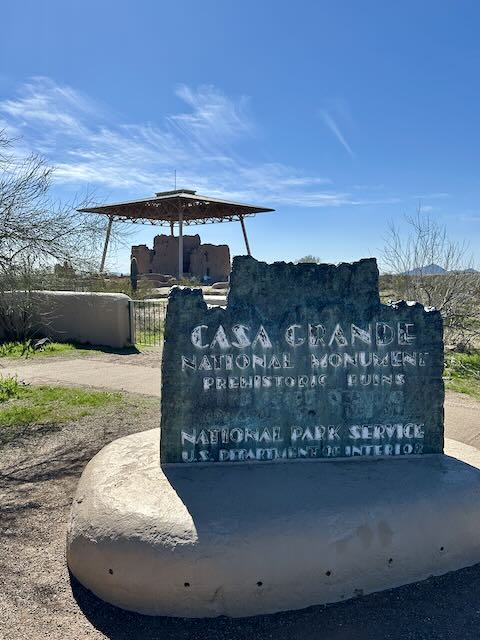 CASA GRANDE
NATIONAL MONUMENT
PREHISTORIC RUINS
NATIONAL PARK SERVICE
U.S. DEPARTMENT OF INTERIOR